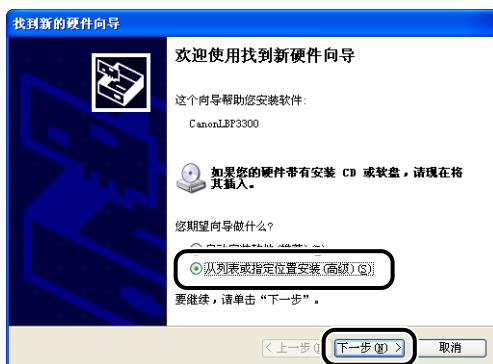 找到新的硬件向导
欢迎使用找到新硬件向导
这个向导帮助您安装软件:
CanonLBP3300
如果您的硬件带有安装 CD 或软盘，请现在将
其插入。
您期望向导做什么?
从列表或指定位置安装(高级)(S)
要继续，请单击“下一步”。
< 上一步
下一步(N) >
取消